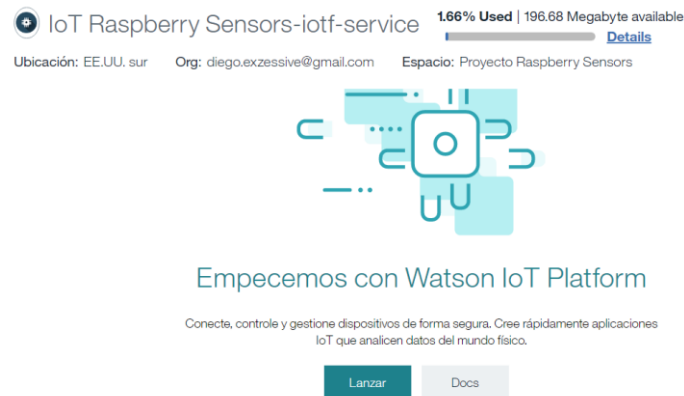 IoT Raspberry Sensors-iotf-service
1.66% Used | 196.68 Megabyte available
Details
Ubicación: EE.UU. sur Org: diego.exzessive@gmail.com Espacio: Proyecto Raspberry Sensors
Empecemos con Watson IoT Platform
Conecte, controle y gestione dispositivos de forma segura. Cree rápidamente aplicaciones
IoT que analicen datos del mundo físico.
Lanzar Docs